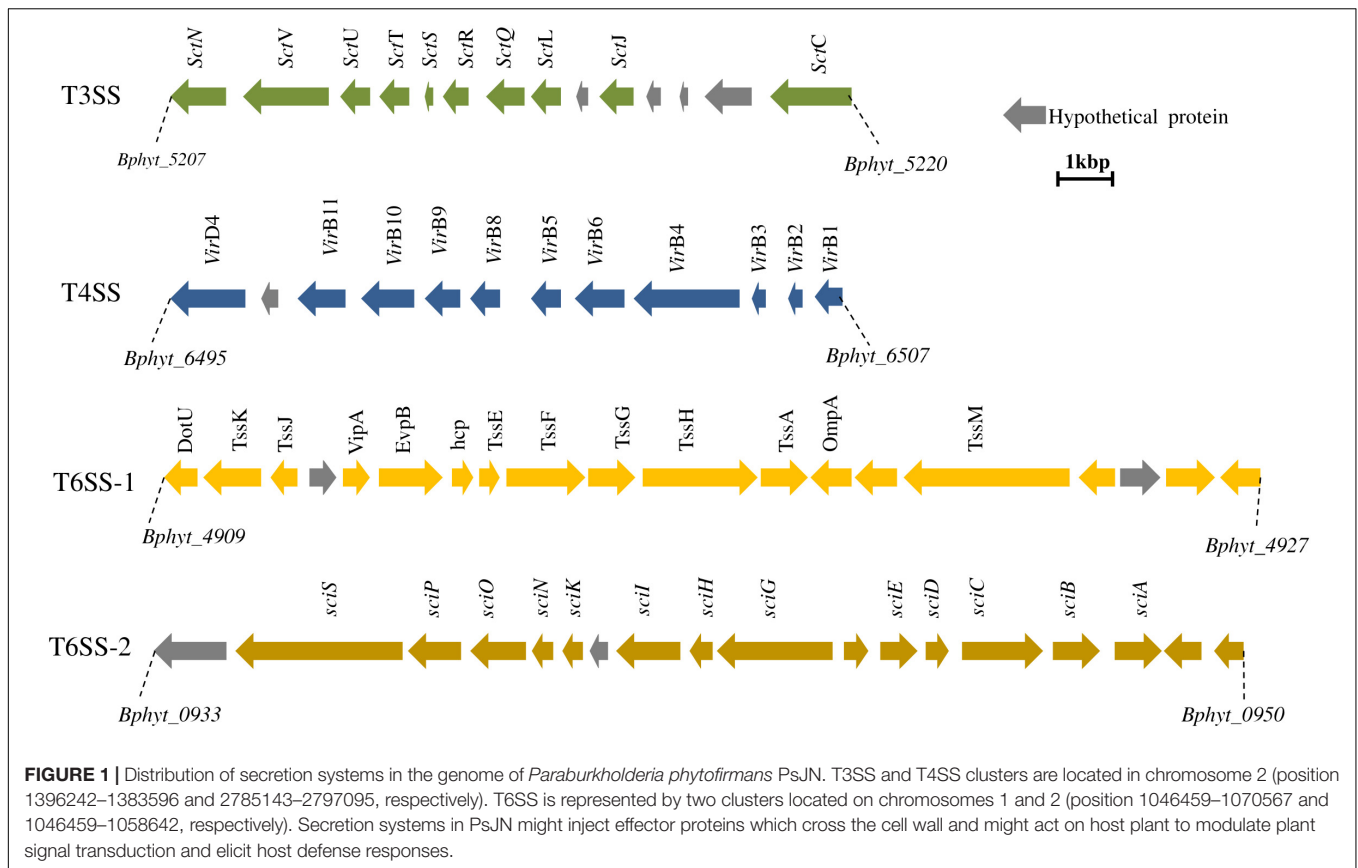 SctN SctV SctU SctT SctS SctR SctQ SctL SctJ SctC
T3SS
Hypothetical protein
Bphyt_5207
Bphyt_5220
1kbp
VirD4 VirB11 VirB10 VirB9 VirB8 VirB5 VirB6 VirB4 VirB3 VirB2 VirB1
T4SS
Bphyt_6495
Bphyt_6507
DotU TssK TssJ VipA EvpB hcp TssE TssF TssG TssH TssA OmpA TssM
T6SS-1
Bphyt_4909
Bphyt_4927
sciS sciP sciO sciN sciK sciI sciH sciG sciE sciD sciC sciB sciA
T6SS-2
Bphyt_0933
Bphyt_0950
FIGURE 1 | Distribution of secretion systems in the genome of Paraburkholderia phytofirmans PsJN. T3SS and T4SS clusters are located in chromosome 2 (position
1396242–1383596 and 2785143–2797095, respectively). T6SS is represented by two clusters located on chromosomes 1 and 2 (position 1046459–1070567 and
1046459–1058642, respectively). Secretion systems in PsJN might inject effector proteins which cross the cell wall and might act on host plant to modulate plant
signal transduction and elicit host defense responses.